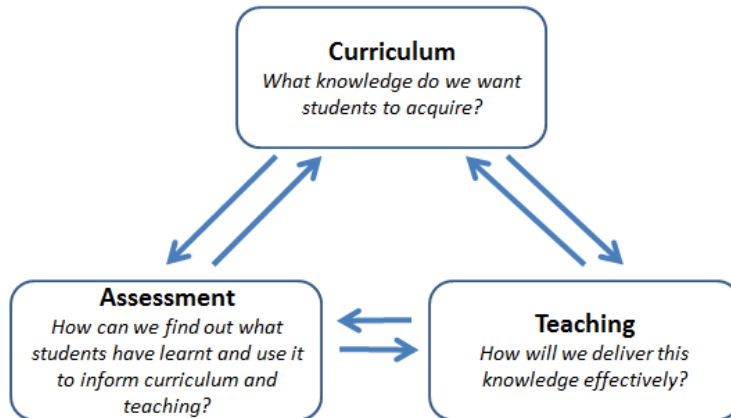 Curriculum
What knowledge do we want
students to acquire?
Assessment
How can we find out what
students have learnt and use it
to inform curriculum and
teaching?
Teaching
How will we deliver this
knowledge effectively?